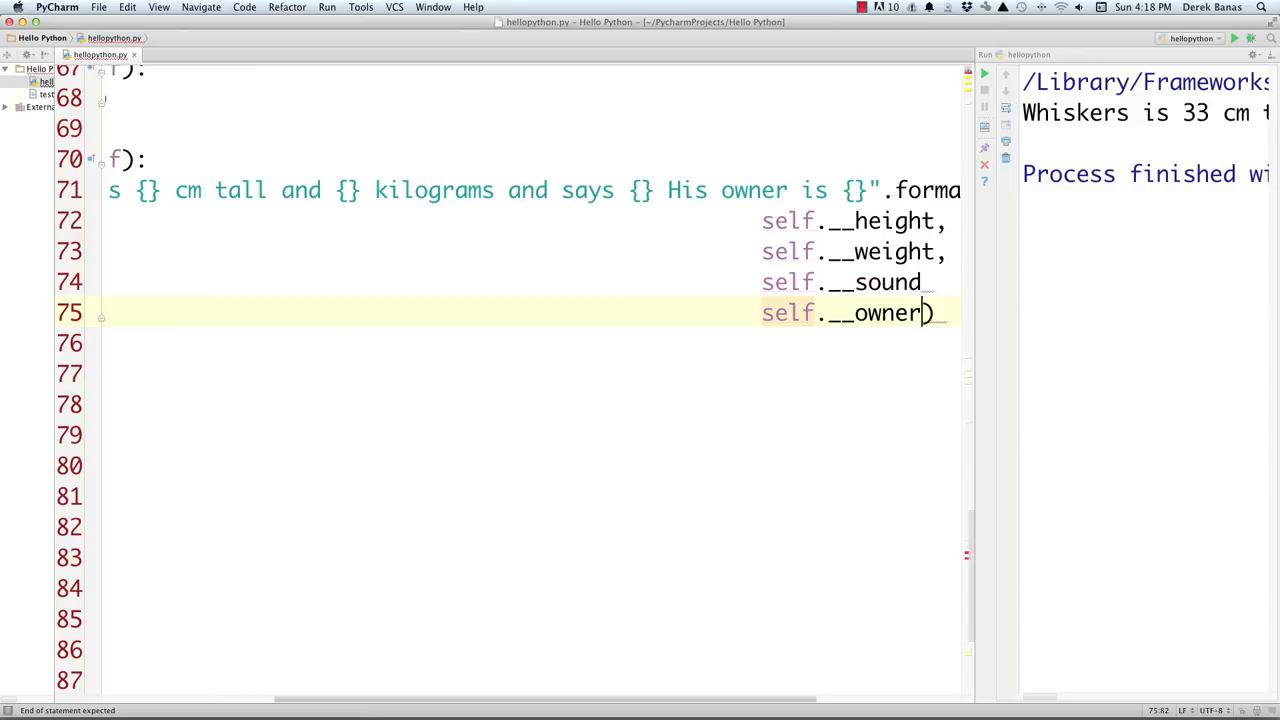 PyCharm File Edit View Navigate Code Refactor Run Tools VCS Window Help 10 Sun 4:18 PM Derek Banas
hellopython.py - Hello Python - [~/PycharmProjects/Hello Python]
Hello Python hellopython.py hellopython
hellopython.py Run hellopython
Hello P
hell
test
Externa
67 f):
68 )
69
70 f):
71 s {} cm tall and {} kilograms and says {} His owner is {}".forma
72 self.__height,
73 self.__weight,
74 self.__sound
75 self.__owner)
76
77
78
79
80
81
82
83
84
85
86
87
/Library/Frameworks
Whiskers is 33 cm t
Process finished wi
End of statement expected 75:82 LF UTF-8